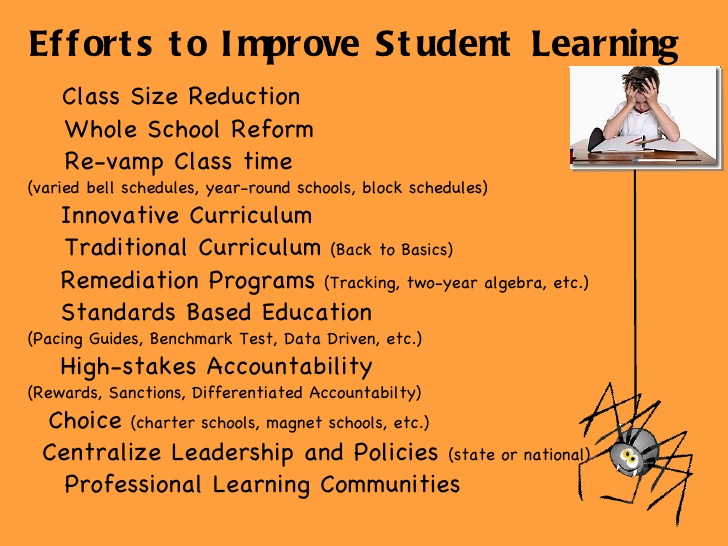 Efforts to Improve Student Learning
Class Size Reduction
Whole School Reform
Re-vamp Class time
(varied bell schedules, year-round schools, block schedules)
Innovative Curriculum
Traditional Curriculum (Back to Basics)
Remediation Programs (Tracking, two-year algebra, etc.)
Standards Based Education
(Pacing Guides, Benchmark Test, Data Driven, etc.)
High-stakes Accountability
(Rewards, Sanctions, Differentiated Accountabilty)
Choice (charter schools, magnet schools, etc.)
Centralize Leadership and Policies (state or national)
Professional Learning Communities